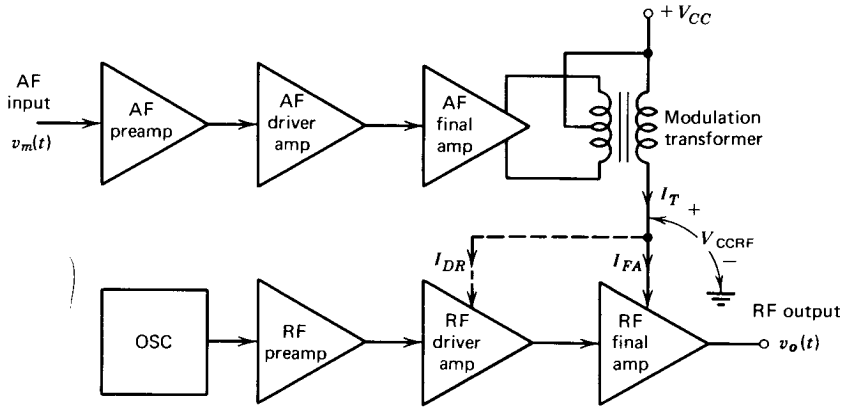 + V_CC
AF
input
v_m(t)
AF
preamp
AF
driver
amp
AF
final
amp
Modulation
transformer
I_T
+
V_CCRF
−
I_DR
I_FA
OSC
RF
preamp
RF
driver
amp
RF
final
amp
RF output
v_o(t)